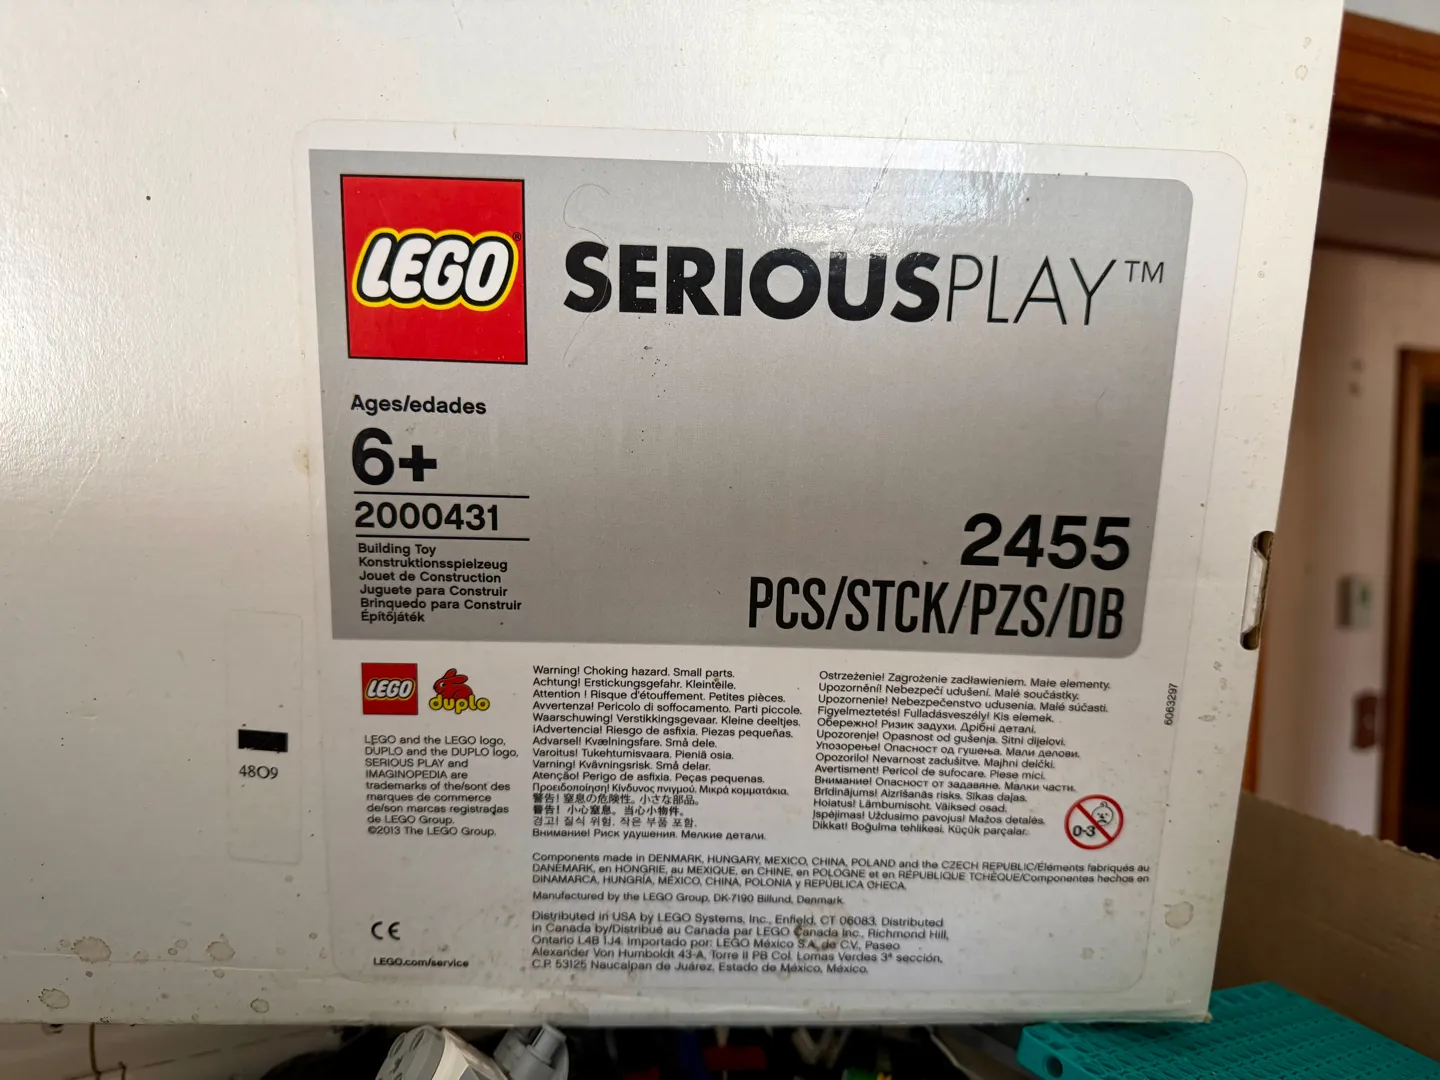 LEGO®
SERIOUSPLAY™
Ages/edades
6+
2000431
Building Toy
Konstruktionsspielzeug
Jouet de Construction
Juguete para Construir
Brinquedo para Construir
Építőjáték
2455
PCS/STCK/PZS/DB
LEGO duplo
LEGO and the LEGO logo,
DUPLO and the DUPLO logo,
SERIOUS PLAY and
IMAGINOPEDIA are
trademarks of the/sont des
marques de commerce
de/son marcas registradas
de LEGO Group.
©2013 The LEGO Group.
CE
LEGO.com/service
4809
Warning! Choking hazard. Small parts.
Achtung! Erstickungsgefahr. Kleinteile.
Attention ! Risque d'étouffement. Petites pièces.
Avvertenza! Pericolo di soffocamento. Parti piccole.
Waarschuwing! Verstikkingsgevaar. Kleine deeltjes.
¡Advertencia! Riesgo de asfixia. Piezas pequeñas.
Advarsel! Kvælningsfare. Små dele.
Varoitus! Tukehtumisvaara. Pieniä osia.
Varning! Kvävningsrisk. Små delar.
Atenção! Perigo de asfixia. Peças pequenas.
Προειδοποίηση! Κίνδυνος πνιγμού. Μικρά κομματάκια.
警告! 窒息の危険性。小さな部品。
警告! 小心窒息。当心小物件。
경고! 질식 위험. 작은 부품 포함.
Внимание! Риск удушения. Мелкие детали.
Ostrzeżenie! Zagrożenie zadławieniem. Małe elementy.
Upozornění! Nebezpečí udušení. Malé součástky.
Upozornenie! Nebezpečenstvo udusenia. Malé súčasti.
Figyelmeztetés! Fulladásveszély! Kis elemek.
Обережно! Ризик задухи. Дрібні деталі.
Upozorenje! Opasnost od gušenja. Sitni dijelovi.
Упозорење! Опасност од гушења. Мали делови.
Opozorilo! Nevarnost zadušitve. Majhni delčki.
Avertisment! Pericol de sufocare. Piese mici.
Внимание! Опасност от задавяне. Малки части.
Brīdinājums! Aizrīšanās risks. Sīkas daļas.
Hoiatus! Lämbumisoht. Väiksed osad.
Įspėjimas! Uždusimo pavojus! Mažos detalės.
Dikkat! Boğulma tehlikesi. Küçük parçalar.
6063297
0-3
Components made in DENMARK, HUNGARY, MEXICO, CHINA, POLAND and the CZECH REPUBLIC/Éléments fabriqués au
DANEMARK, en HONGRIE, au MEXIQUE, en CHINE, en POLOGNE et en RÉPUBLIQUE TCHÈQUE/Componentes hechos en
DINAMARCA, HUNGRÍA, MÉXICO, CHINA, POLONIA y REPÚBLICA CHECA.
Manufactured by the LEGO Group, DK-7190 Billund, Denmark.
Distributed in USA by LEGO Systems, Inc., Enfield, CT 06083. Distributed
in Canada by/Distribué au Canada par LEGO Canada Inc., Richmond Hill,
Ontario L4B 1J4. Importado por: LEGO México S.A. de C.V., Paseo
Alexander Von Humboldt 43-A, Torre II PB Col. Lomas Verdes 3ª sección,
C.P. 53125 Naucalpan de Juárez, Estado de México, México.